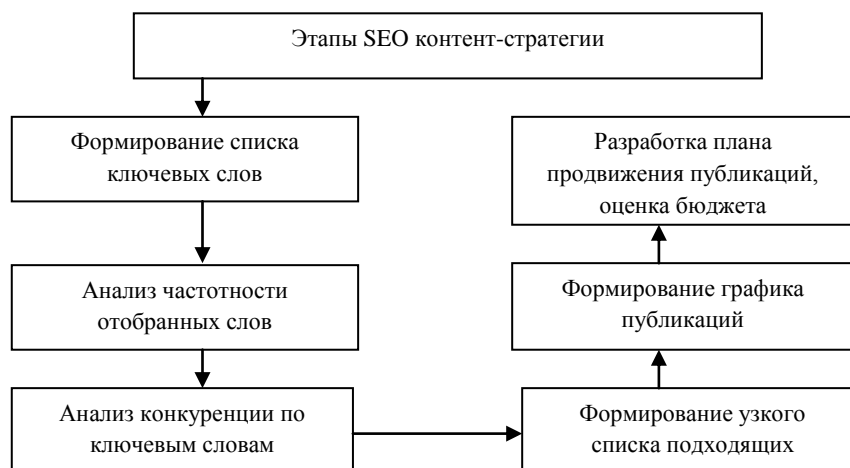 Этапы SEO контент-стратегии
Формирование списка
ключевых слов
Анализ частотности
отобранных слов
Анализ конкуренции по
ключевым словам
Формирование узкого
списка подходящих
Формирование графика
публикаций
Разработка плана
продвижения публикаций,
оценка бюджета